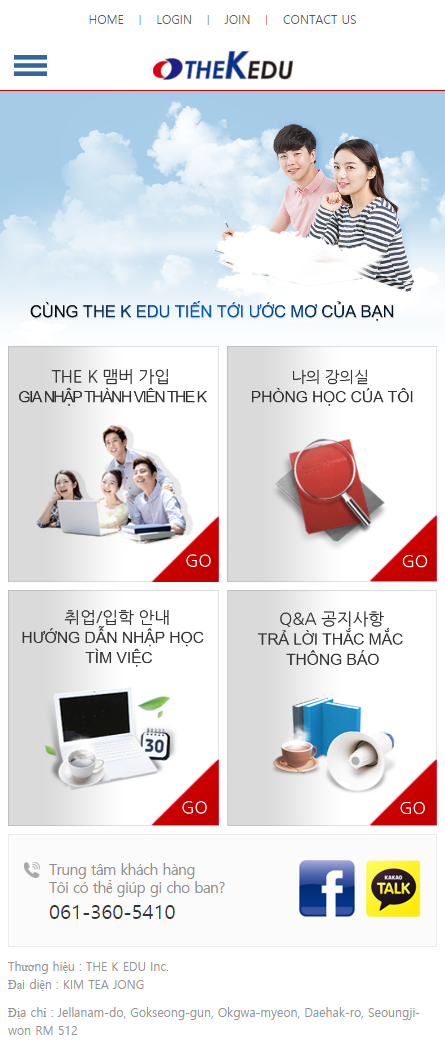 HOME | LOGIN | JOIN | CONTACT US
THE K EDU
CÙNG THE K EDU TIẾN TỚI ƯỚC MƠ CỦA BẠN
THE K 맴버 가입
GIA NHẬP THÀNH VIÊN THE K
GO
나의 강의실
PHÒNG HỌC CỦA TÔI
GO
취업/입학 안내
HƯỚNG DẪN NHẬP HỌC
TÌM VIỆC
30
GO
Q&A 공지사항
TRẢ LỜI THẮC MẮC
THÔNG BÁO
GO
Trung tâm khách hàng
Tôi có thể giúp gi cho ban?
061-360-5410
f
KAKAO
TALK
Thương hiệu : THE K EDU Inc.
Đại diện : KIM TEA JONG
Địa chỉ : Jellanam-do, Gokseong-gun, Okgwa-myeon, Daehak-ro, Seoungji-
won RM 512